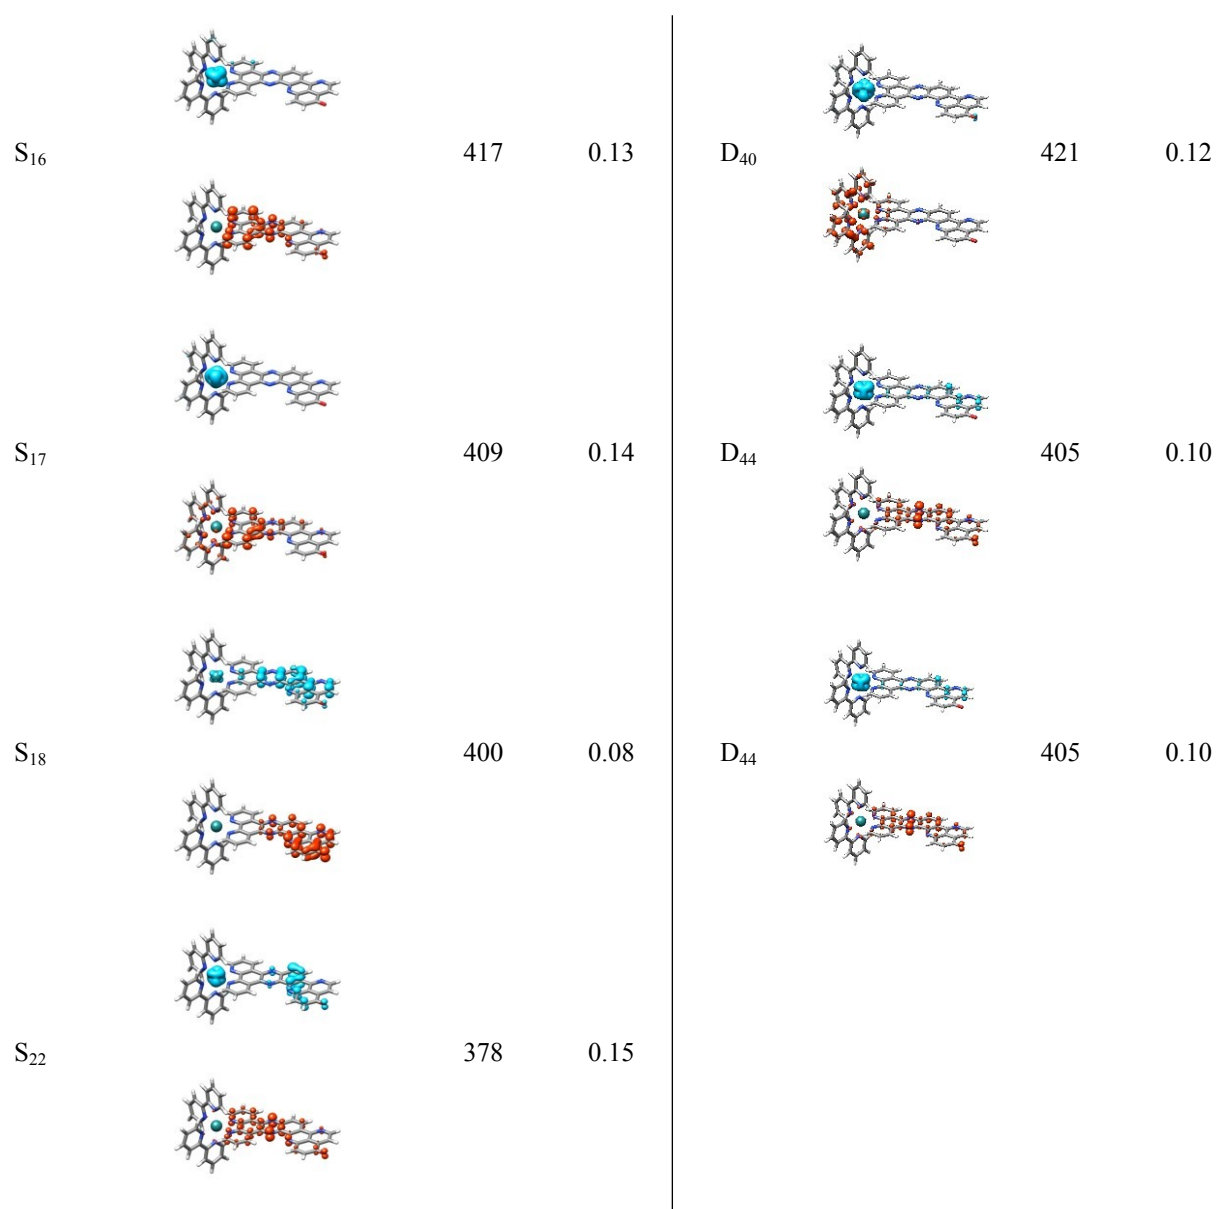 S₁₆ 417 0.13 D₄₀ 421 0.12
S₁₇ 409 0.14 D₄₄ 405 0.10
S₁₈ 400 0.08 D₄₄ 405 0.10
S₂₂ 378 0.15